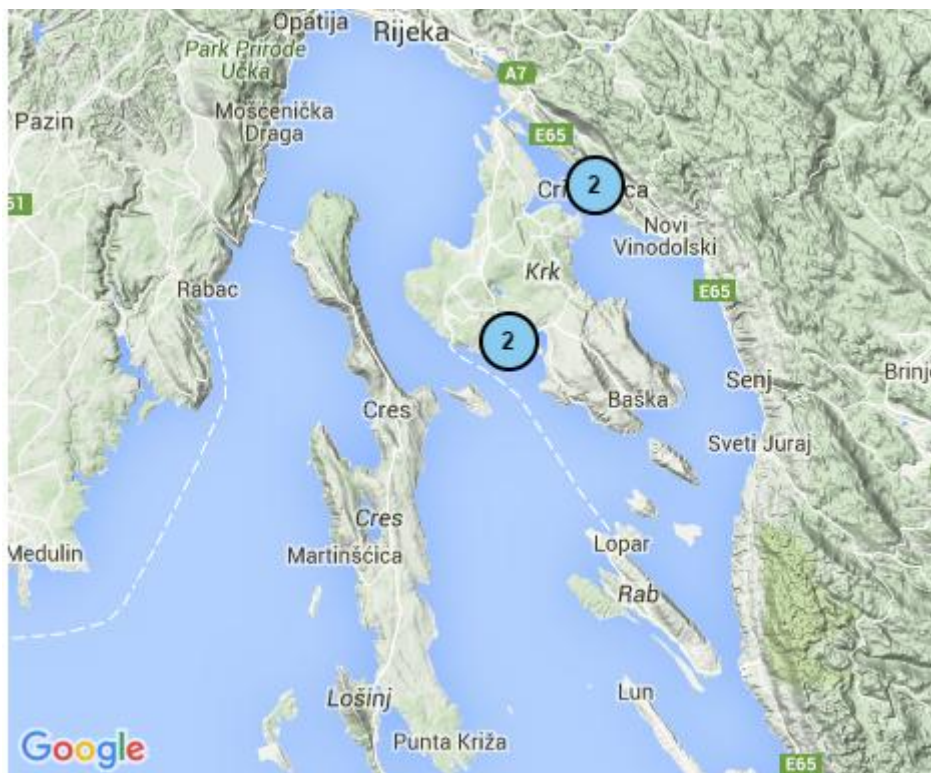 Opatija
Rijeka
Park Prirode
Učka
A7
Pazin
Mošćenička
Draga
E65
2
Novi
Vinodolski
Krk
Rabac
E65
2
Senj
Baška
Cres
Sveti Juraj
Cres
Medulin
Martinšćica
Lopar
Rab
Lošinj
Lun
Punta Križa
Google
E65